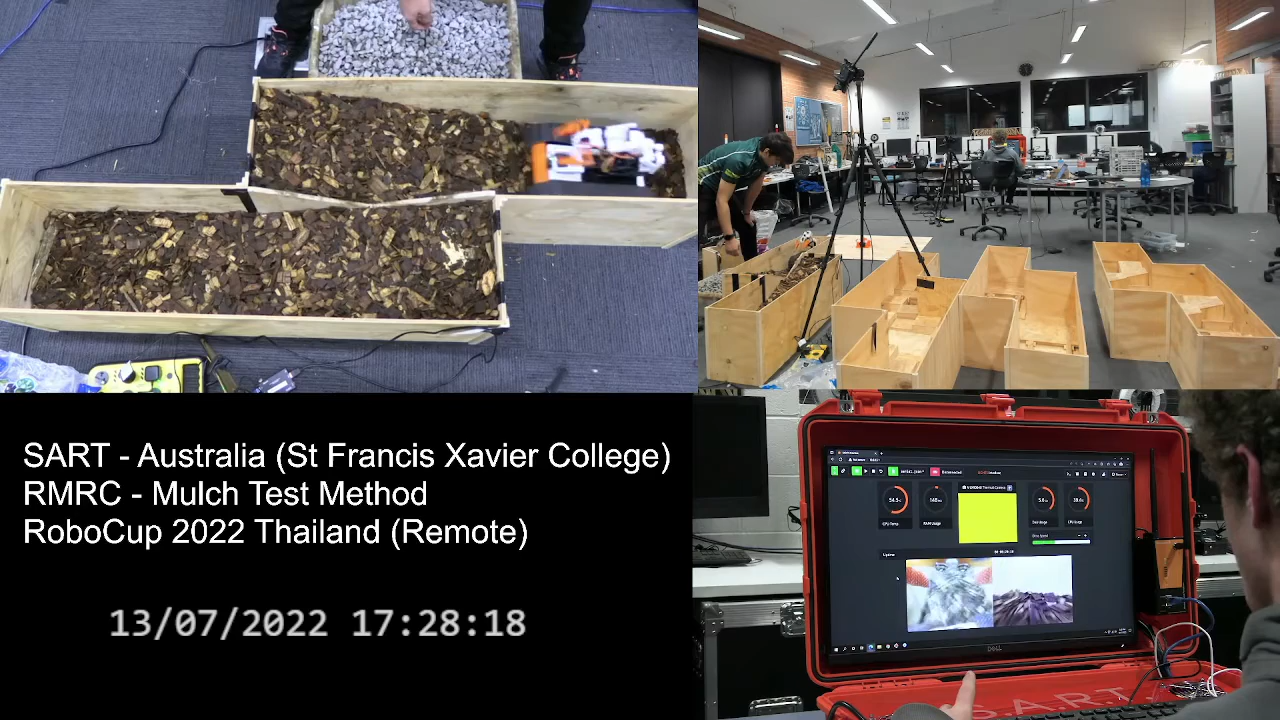 SART - Australia (St Francis Xavier College)
RMRC - Mulch Test Method
RoboCup 2022 Thailand (Remote)
13/07/2022 17:28:18
DELL
S.A.R.T.